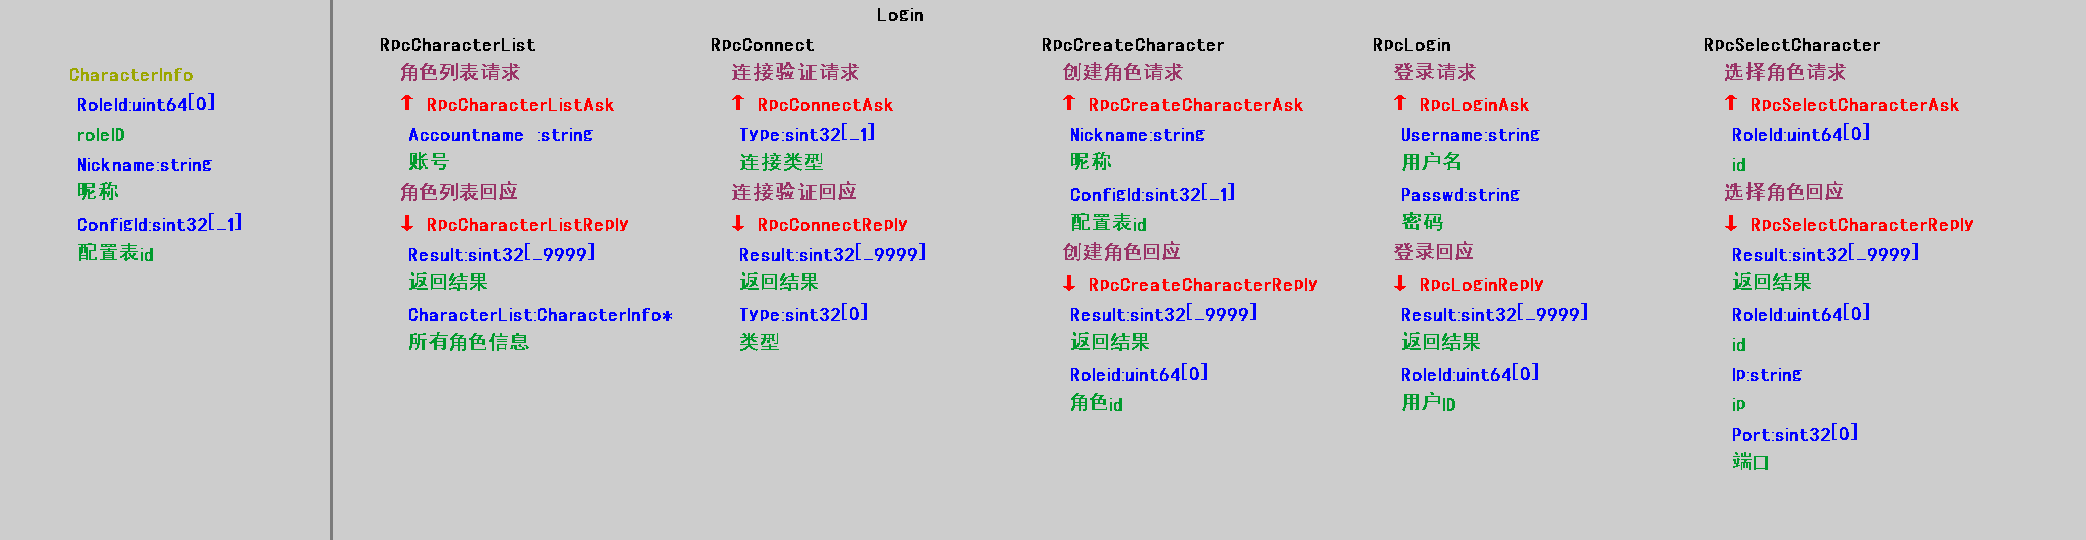 Login
CharacterInfo
RoleId:uint64[0]
roleID
Nickname:string
昵称
ConfigId:sint32[_1]
配置表id
RpcCharacterList
角色列表请求
↑ RpcCharacterListAsk
Accountname :string
账号
角色列表回应
↓ RpcCharacterListReply
Result:sint32[_9999]
返回结果
CharacterList:CharacterInfo*
所有角色信息
RpcConnect
连接验证请求
↑ RpcConnectAsk
Type:sint32[_1]
连接类型
连接验证回应
↓ RpcConnectReply
Result:sint32[_9999]
返回结果
Type:sint32[0]
类型
RpcCreateCharacter
创建角色请求
↑ RpcCreateCharacterAsk
Nickname:string
昵称
ConfigId:sint32[_1]
配置表id
创建角色回应
↓ RpcCreateCharacterReply
Result:sint32[_9999]
返回结果
Roleid:uint64[0]
角色id
RpcLogin
登录请求
↑ RpcLoginAsk
Username:string
用户名
Passwd:string
密码
登录回应
↓ RpcLoginReply
Result:sint32[_9999]
返回结果
RoleId:uint64[0]
用户ID
RpcSelectCharacter
选择角色请求
↑ RpcSelectCharacterAsk
RoleId:uint64[0]
id
选择角色回应
↓ RpcSelectCharacterReply
Result:sint32[_9999]
返回结果
RoleId:uint64[0]
id
Ip:string
ip
Port:sint32[0]
端口